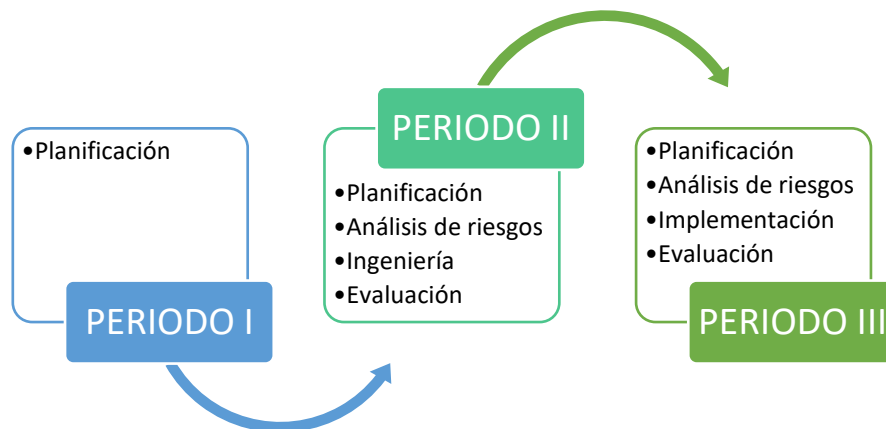 •Planificación
PERIODO I
PERIODO II
•Planificación
•Análisis de riesgos
•Ingeniería
•Evaluación
•Planificación
•Análisis de riesgos
•Implementación
•Evaluación
PERIODO III